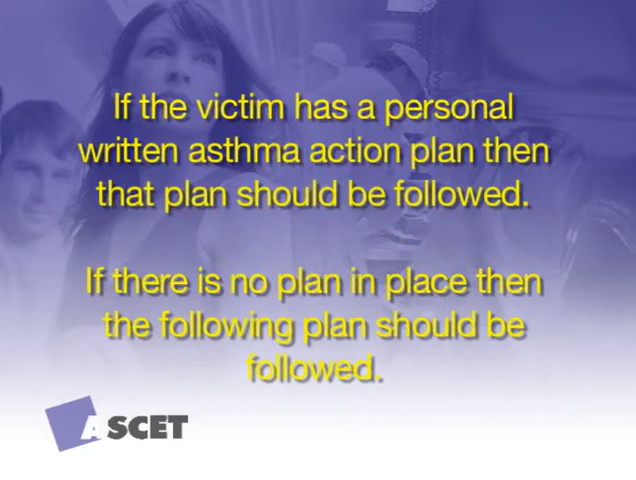 If the victim has a personal
written asthma action plan then
that plan should be followed.
If there is no plan in place then
the following plan should be
followed.
ASCET